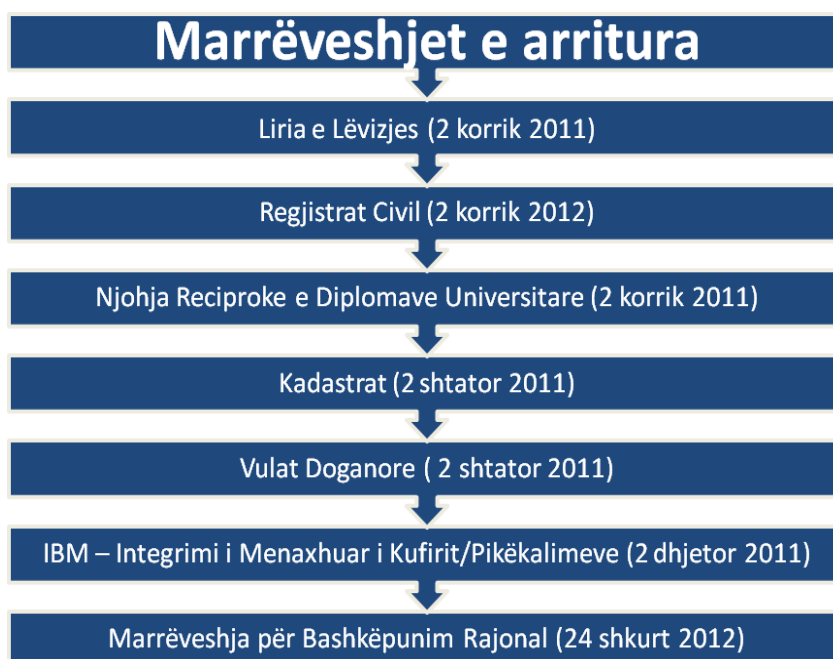 Marrëveshjet e arritura
Liria e Lëvizjes (2 korrik 2011)
Regjistrat Civil (2 korrik 2012)
Njohja Reciproke e Diplomave Universitare (2 korrik 2011)
Kadastrat (2 shtator 2011)
Vulat Doganore ( 2 shtator 2011)
IBM – Integrimi i Menaxhuar i Kufirit/Pikëkalimeve (2 dhjetor 2011)
Marrëveshja për Bashkëpunim Rajonal (24 shkurt 2012)